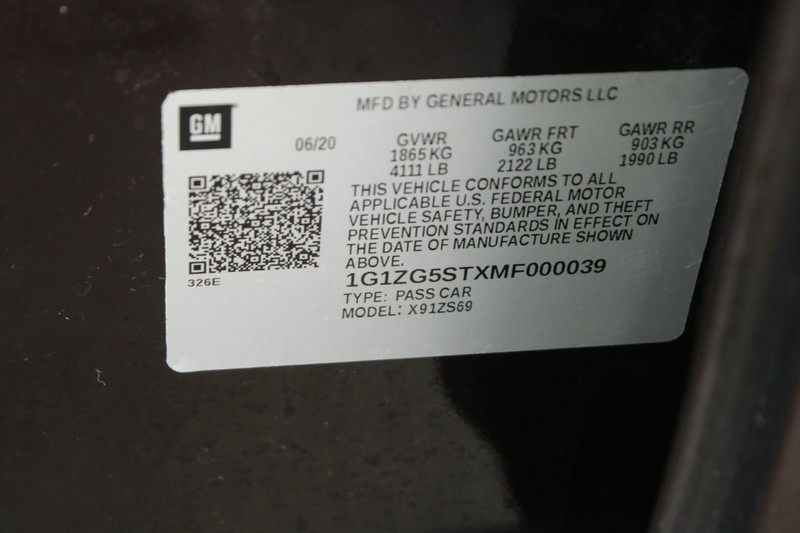 MFD BY GENERAL MOTORS LLC
GM
06/20
GVWR GAWR FRT GAWR RR
1865 KG 963 KG 903 KG
4111 LB 2122 LB 1990 LB
THIS VEHICLE CONFORMS TO ALL
APPLICABLE U.S. FEDERAL MOTOR
VEHICLE SAFETY, BUMPER, AND THEFT
PREVENTION STANDARDS IN EFFECT ON
THE DATE OF MANUFACTURE SHOWN
ABOVE.
326E
1G1ZG5STXMF000039
TYPE: PASS CAR
MODEL: X91ZS69